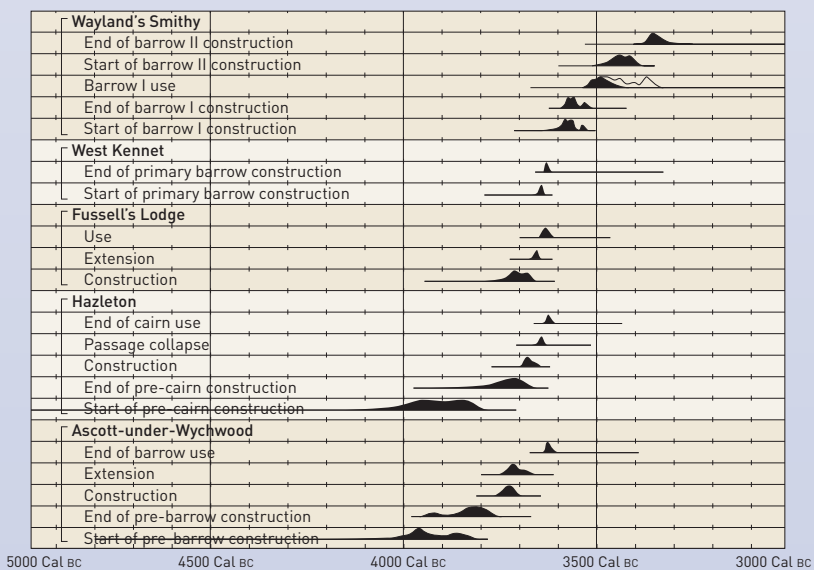 Wayland's Smithy
End of barrow II construction
Start of barrow II construction
Barrow I use
End of barrow I construction
Start of barrow I construction
West Kennet
End of primary barrow construction
Start of primary barrow construction
Fussell's Lodge
Use
Extension
Construction
Hazleton
End of cairn use
Passage collapse
Construction
End of pre-cairn construction
Start of pre-cairn construction
Ascott-under-Wychwood
End of barrow use
Extension
Construction
End of pre-barrow construction
Start of pre-barrow construction
5000 Cal BC 4500 Cal BC 4000 Cal BC 3500 Cal BC 3000 Cal BC